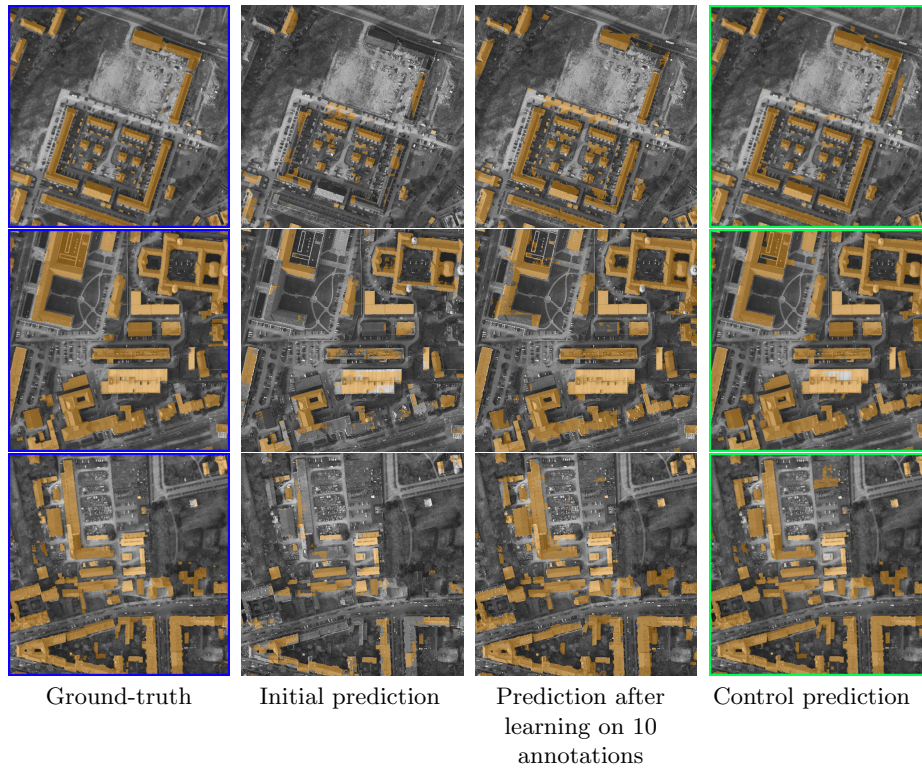 Ground-truth
Initial prediction
Prediction after
learning on 10
annotations
Control prediction